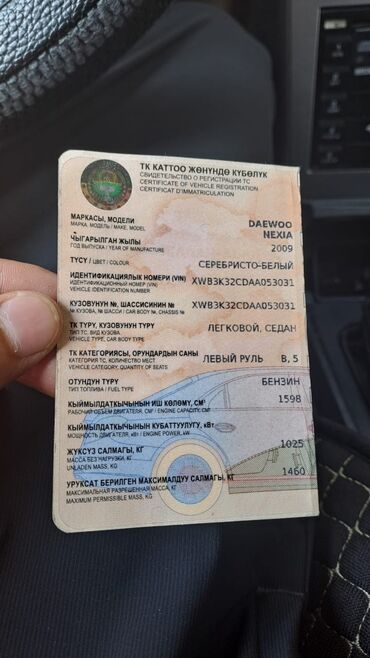 ТК КАТТОО ЖӨНҮНДӨ КҮБӨЛҮК
СВИДЕТЕЛЬСТВО О РЕГИСТРАЦИИ ТС
CERTIFICATE OF VEHICLE REGISTRATION
CERTIFICAT D'IMMATRICULATION
МАРКАСЫ, МОДЕЛИ
МАРКА, МОДЕЛЬ / MAKE, MODEL
DAEWOO
NEXIA
ЧЫГАРЫЛГАН ЖЫЛЫ
ГОД ВЫПУСКА / YEAR OF MANUFACTURE
2009
ТҮСҮ / ЦВЕТ / COLOUR
СЕРЕБРИСТО-БЕЛЫЙ
ИДЕНТИФИКАЦИЯЛЫК НОМЕРИ (VIN)
ИДЕНТИФИКАЦИОННЫЙ НОМЕР (VIN)
VEHICLE IDENTIFICATION NUMBER
XWB3K32CDAA053031
КУЗОВУНУН №, ШАССИСИНИН №
№ КУЗОВА, № ШАССИ / CAR BODY №, CHASSIS №
XWB3K32CDAA053031
ТК ТҮРҮ, КУЗОВУНУН ТҮРҮ
ТИП ТС, ВИД КУЗОВА
VEHICLE TYPE, CAR BODY TYPE
ЛЕГКОВОЙ, СЕДАН
ТК КАТЕГОРИЯСЫ, ОРУНДАРДЫН САНЫ
КАТЕГОРИЯ ТС, КОЛИЧЕСТВО МЕСТ
VEHICLE CATEGORY, QUANTITY OF SEATS
ЛЕВЫЙ РУЛЬ B, 5
ОТУНДУН ТҮРҮ
ТИП ТОПЛИВА / FUEL TYPE
БЕНЗИН
КЫЙМЫЛДАТКЫЧЫНЫН ИШ КӨЛӨМҮ, СМ³
РАБОЧИЙ ОБЪЕМ ДВИГАТЕЛЯ, СМ³ / ENGINE CAPACITY, CM³
1598
КЫЙМЫЛДАТКЫЧЫНЫН КУБАТТУУЛУГУ, кВт
МОЩНОСТЬ ДВИГАТЕЛЯ, кВт / ENGINE POWER, kW
ЖҮКСҮЗ САЛМАГЫ, КГ
МАССА БЕЗ НАГРУЗКИ, КГ
UNLADEN MASS, KG
1025
УРУКСАТ БЕРИЛГЕН МАКСИМАЛДУУ САЛМАГЫ, КГ
МАКСИМАЛЬНАЯ РАЗРЕШЕННАЯ МАССА, КГ
MAXIMUM PERMISSIBLE MASS, KG
1460